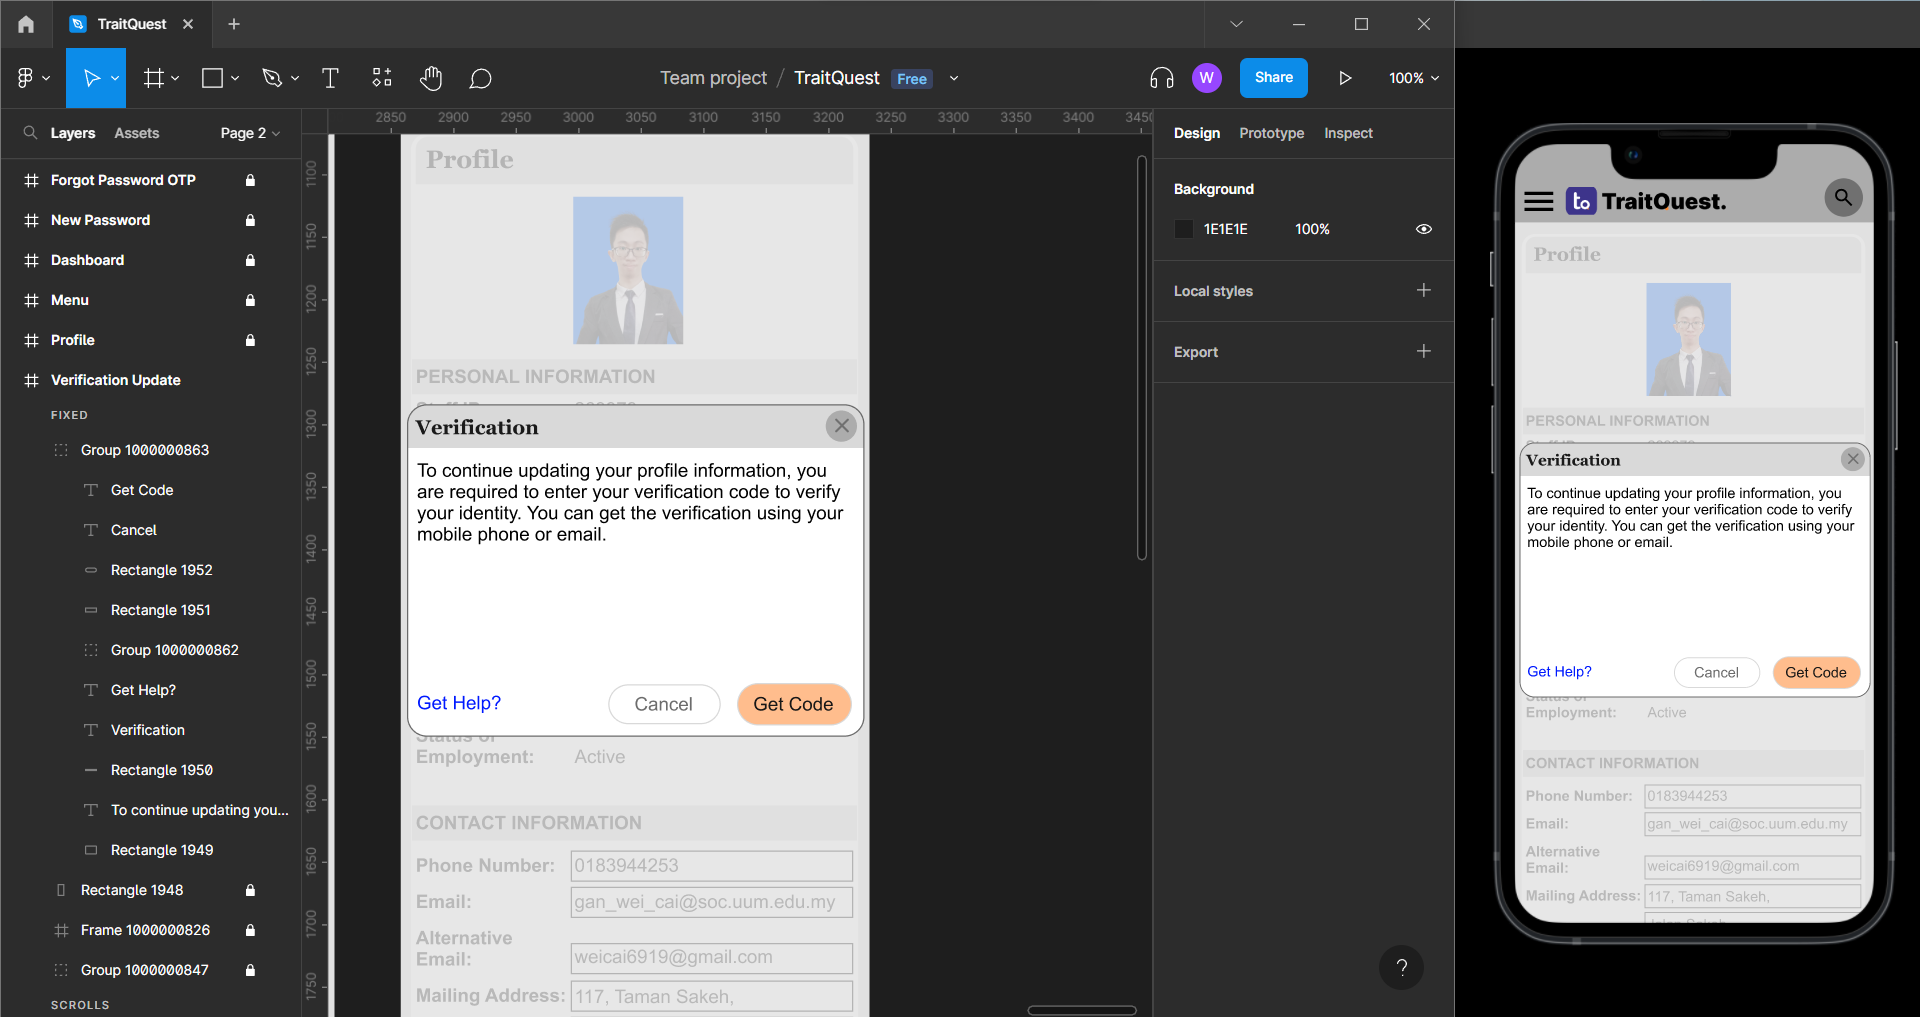 TraitQuest
Team project / TraitQuest Free
W
Share
100%
Layers
Assets
Page 2
Forgot Password OTP
New Password
Dashboard
Menu
Profile
Verification Update
FIXED
Group 1000000863
Get Code
Cancel
Rectangle 1952
Rectangle 1951
Group 1000000862
Get Help?
Verification
Rectangle 1950
To continue updating you...
Rectangle 1949
Rectangle 1948
Frame 1000000826
Group 1000000847
SCROLLS
2850 2900 2950 3000 3050 3100 3150 3200 3250 3300 3350 3400
1100
1150
1200
1250
1300
1350
1400
1450
1500
1550
1600
1650
1700
1750
Profile
PERSONAL INFORMATION
Verification
To continue updating your profile information, you
are required to enter your verification code to verify
your identity. You can get the verification using your
mobile phone or email.
Get Help?
Cancel
Get Code
Status of
Employment: Active
CONTACT INFORMATION
Phone Number: 0183944253
Email: gan_wei_cai@soc.uum.edu.my
Alternative
Email: weicai6919@gmail.com
Mailing Address: 117, Taman Sakeh,
Design
Prototype
Inspect
Background
1E1E1E 100%
Local styles
Export
?
to TraitQuest.
Profile
PERSONAL INFORMATION
Verification
To continue updating your profile information, you
are required to enter your verification code to verify
your identity. You can get the verification using your
mobile phone or email.
Get Help?
Cancel
Get Code
Status of
Employment: Active
CONTACT INFORMATION
Phone Number: 0183944253
Email: gan_wei_cai@soc.uum.edu.my
Alternative
Email: weicai6919@gmail.com
Mailing Address: 117, Taman Sakeh,